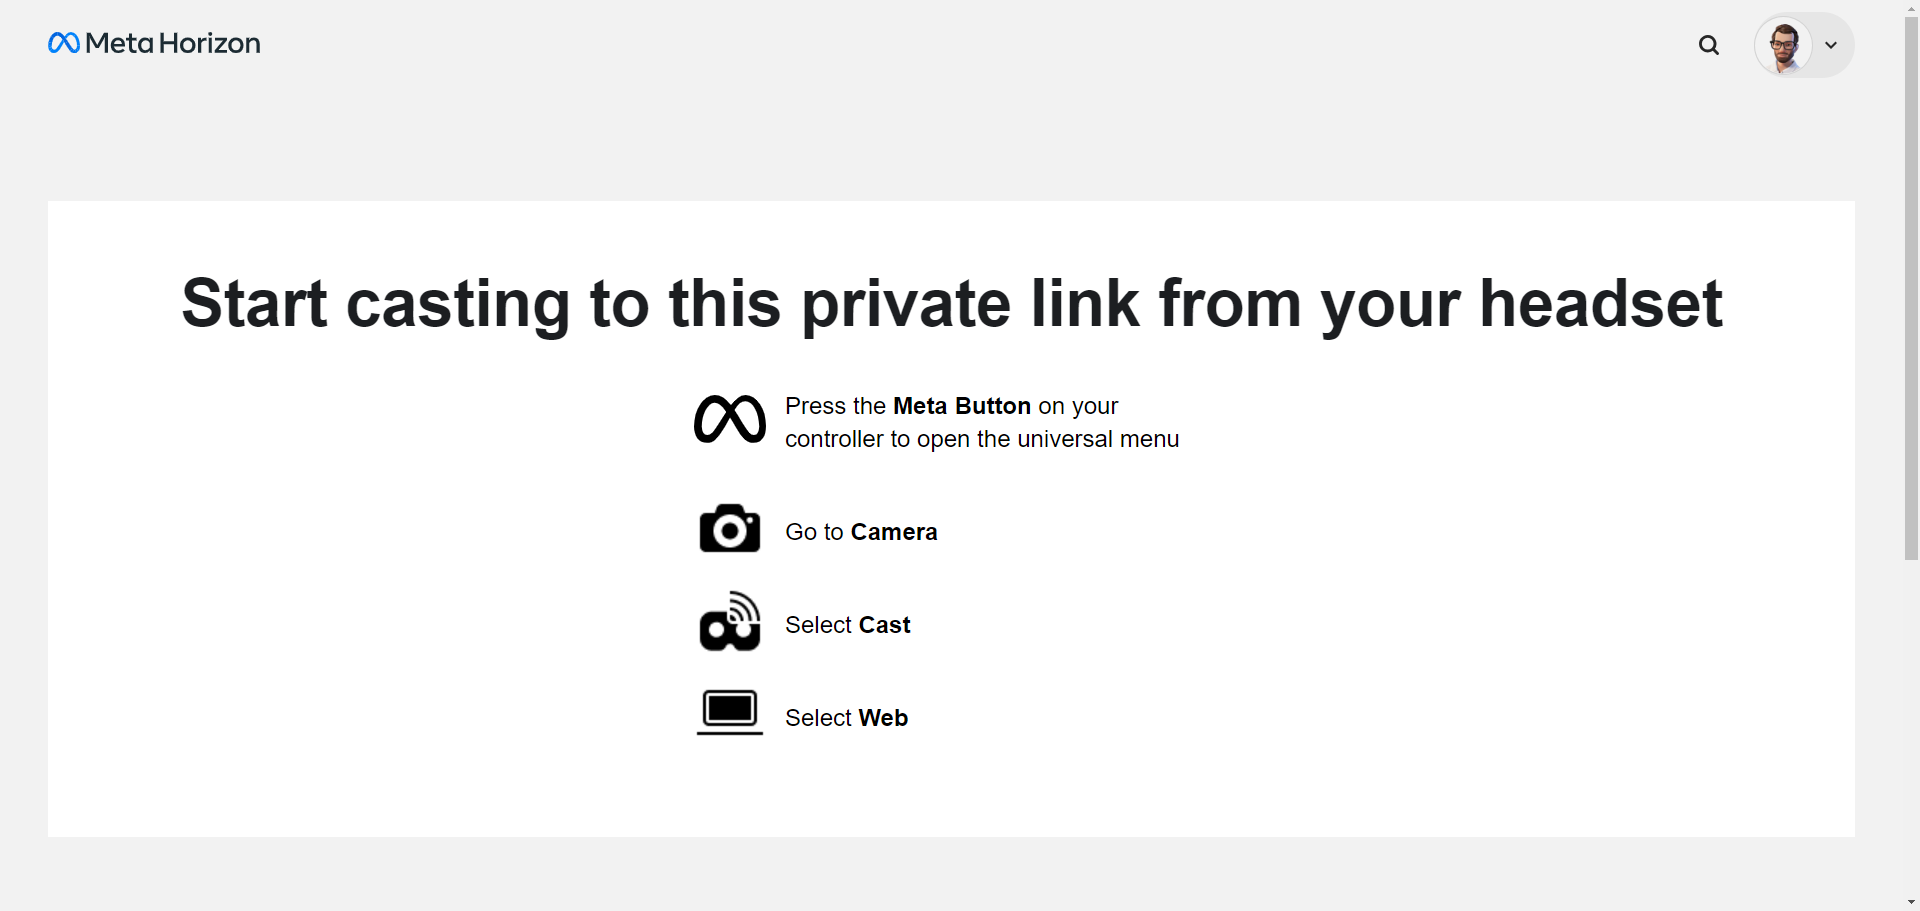 Meta Horizon
Start casting to this private link from your headset
Press the Meta Button on your
controller to open the universal menu
Go to Camera
Select Cast
Select Web